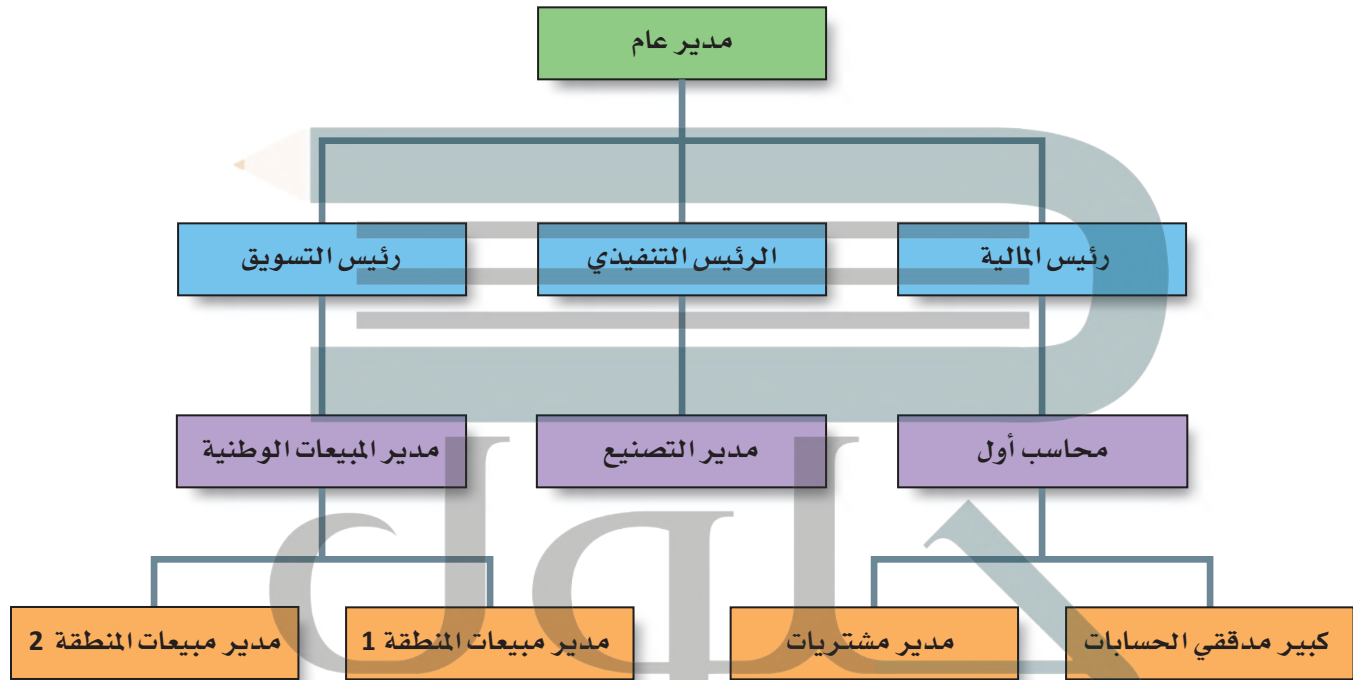 مدير عام
رئيس المالية
الرئيس التنفيذي
رئيس التسويق
محاسب أول
مدير التصنيع
مدير المبيعات الوطنية
كبير مدققي الحسابات
مدير مشتريات
مدير مبيعات المنطقة 1
مدير مبيعات المنطقة 2
حلول